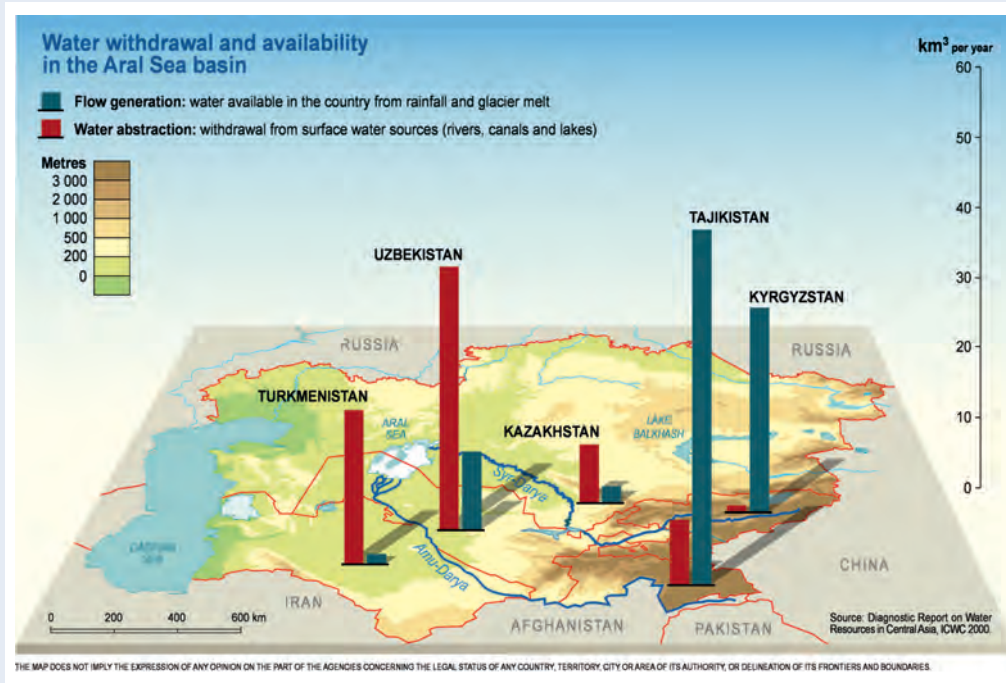 Water withdrawal and availability
in the Aral Sea basin
Flow generation: water available in the country from rainfall and glacier melt
Water abstraction: withdrawal from surface water sources (rivers, canals and lakes)
km³ per year
60
50
40
30
20
10
0
Metres
3 000
2 000
1 000
500
200
0
TAJIKISTAN
UZBEKISTAN
KYRGYZSTAN
RUSSIA
RUSSIA
TURKMENISTAN
ARAL
SEA
KAZAKHSTAN
LAKE
BALKHASH
Syr-Darya
CASPIAN
SEA
Amu-Darya
CHINA
IRAN
AFGHANISTAN
PAKISTAN
0 200 400 600 km
Source: Diagnostic Report on Water
Resources in Central Asia, ICWC 2000.
THE MAP DOES NOT IMPLY THE EXPRESSION OF ANY OPINION ON THE PART OF THE AGENCIES CONCERNING THE LEGAL STATUS OF ANY COUNTRY, TERRITORY, CITY OR AREA OF ITS AUTHORITY, OR DELINEATION OF ITS FRONTIERS AND BOUNDARIES.